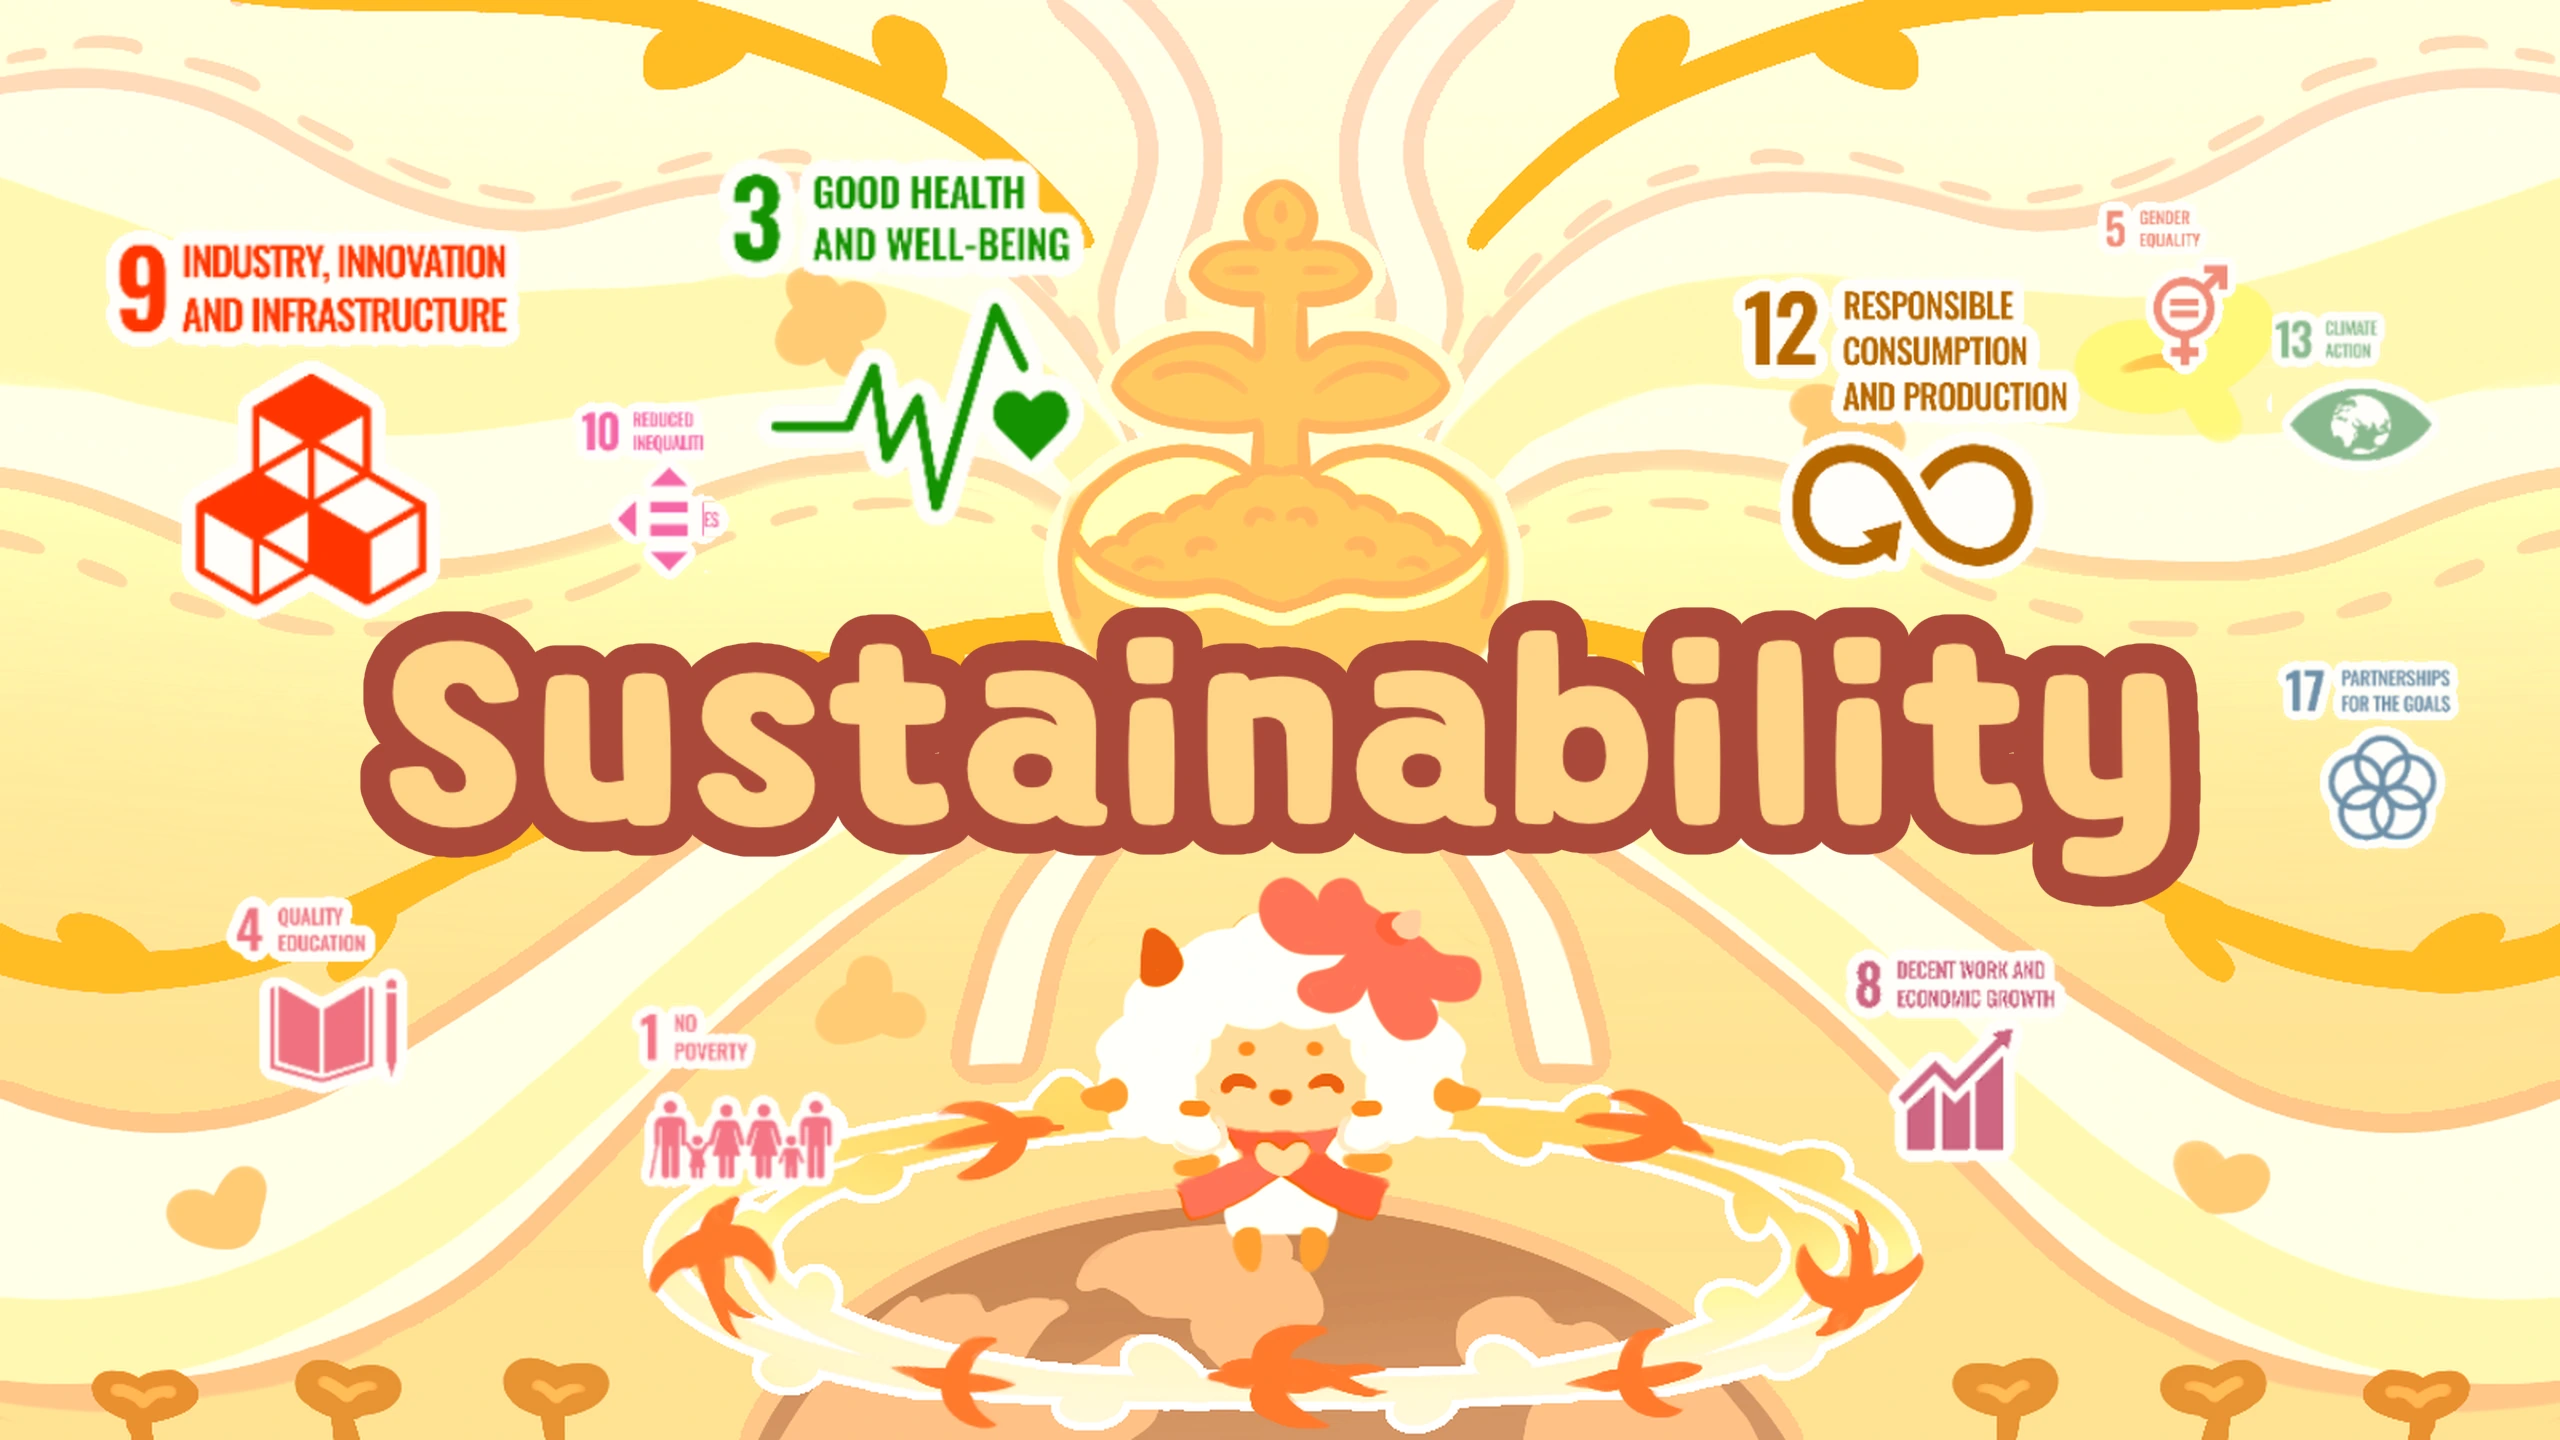 3 GOOD HEALTH
AND WELL-BEING
9 INDUSTRY, INNOVATION
AND INFRASTRUCTURE
5 GENDER
EQUALITY
12 RESPONSIBLE
CONSUMPTION
AND PRODUCTION
13 CLIMATE
ACTION
10 REDUCED
INEQUALITI
ES
Sustainability
17 PARTNERSHIPS
FOR THE GOALS
4 QUALITY
EDUCATION
8 DECENT WORK AND
ECONOMIC GROWTH
1 NO
POVERTY